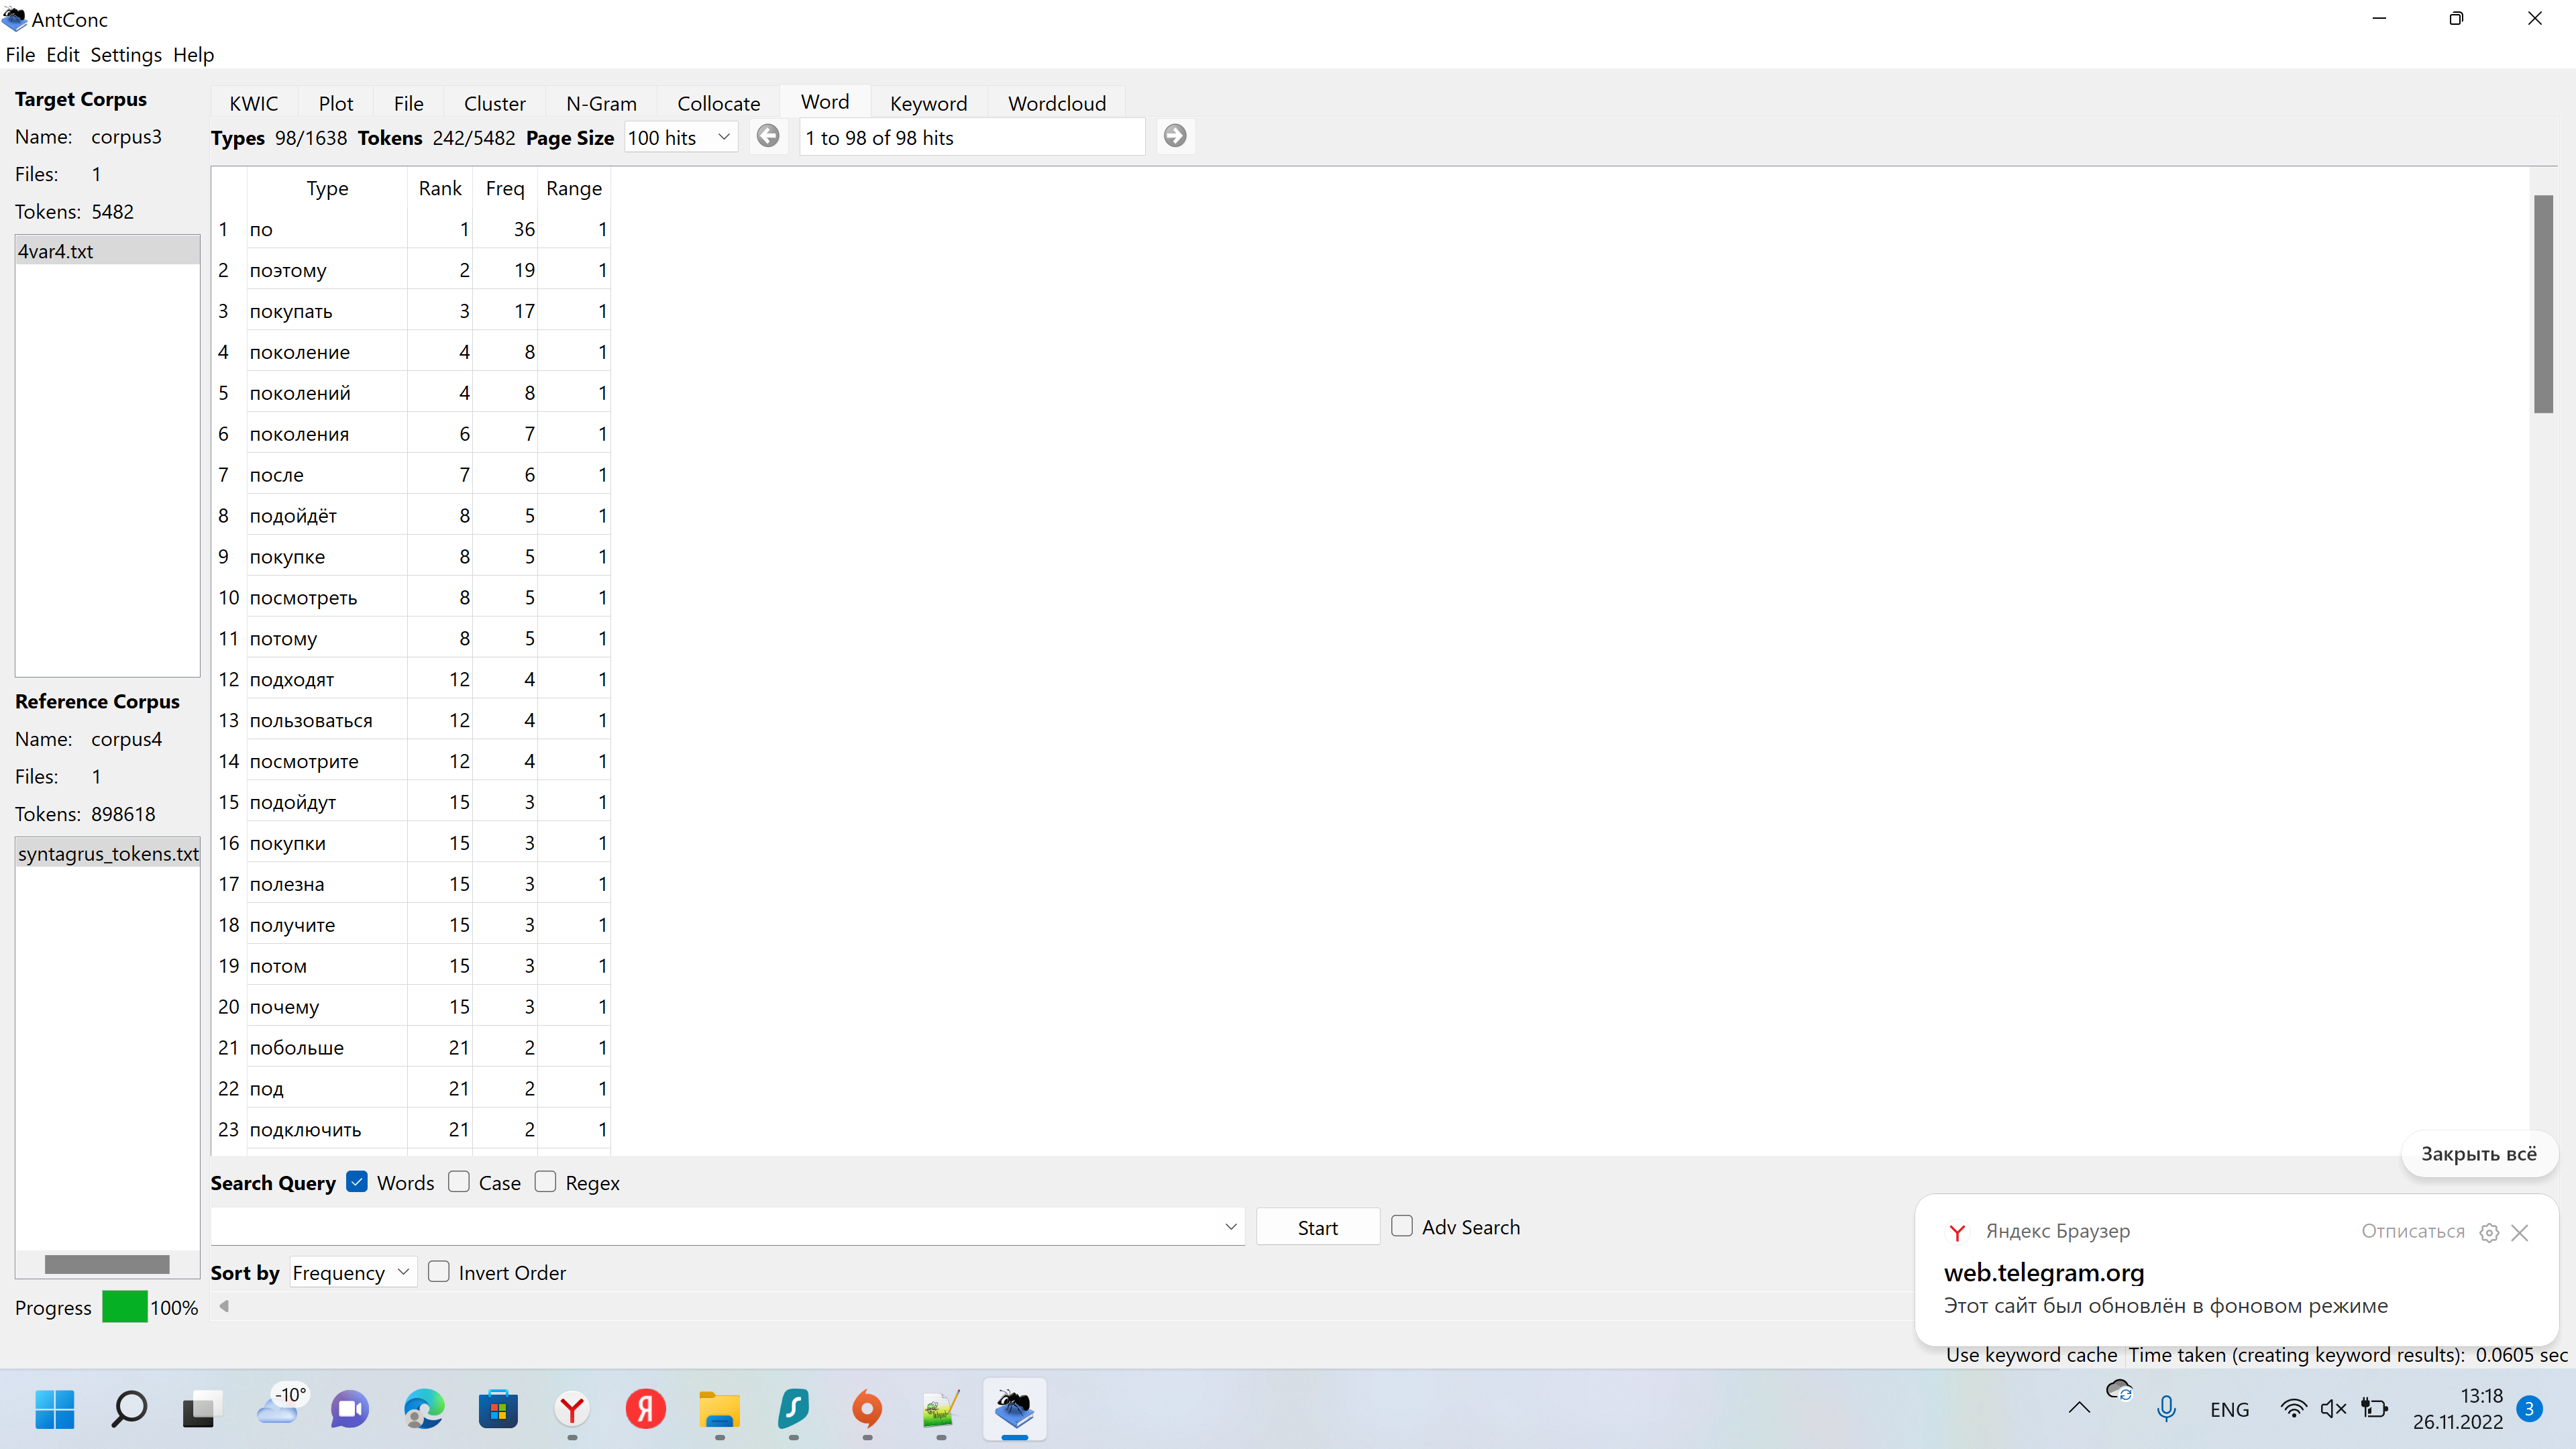 AntConc
File Edit Settings Help
Target Corpus
Name: corpus3
Files: 1
Tokens: 5482
4var4.txt
Reference Corpus
Name: corpus4
Files: 1
Tokens: 898618
syntagrus_tokens.txt
Progress 100%
KWIC Plot File Cluster N-Gram Collocate Word Keyword Wordcloud
Types 98/1638 Tokens 242/5482 Page Size 100 hits 1 to 98 of 98 hits
Type Rank Freq Range
1 по 1 36 1
2 поэтому 2 19 1
3 покупать 3 17 1
4 поколение 4 8 1
5 поколений 4 8 1
6 поколения 6 7 1
7 после 7 6 1
8 подойдёт 8 5 1
9 покупке 8 5 1
10 посмотреть 8 5 1
11 потому 8 5 1
12 подходят 12 4 1
13 пользоваться 12 4 1
14 посмотрите 12 4 1
15 подойдут 15 3 1
16 покупки 15 3 1
17 полезна 15 3 1
18 получите 15 3 1
19 потом 15 3 1
20 почему 15 3 1
21 побольше 21 2 1
22 под 21 2 1
23 подключить 21 2 1
Search Query Words Case Regex
Start Adv Search
Sort by Frequency Invert Order
Закрыть всё
Яндекс Браузер Отписаться
web.telegram.org
Этот сайт был обновлён в фоновом режиме
Use keyword cache Time taken (creating keyword results): 0.0605 sec
-10°
ENG
13:18
26.11.2022
3